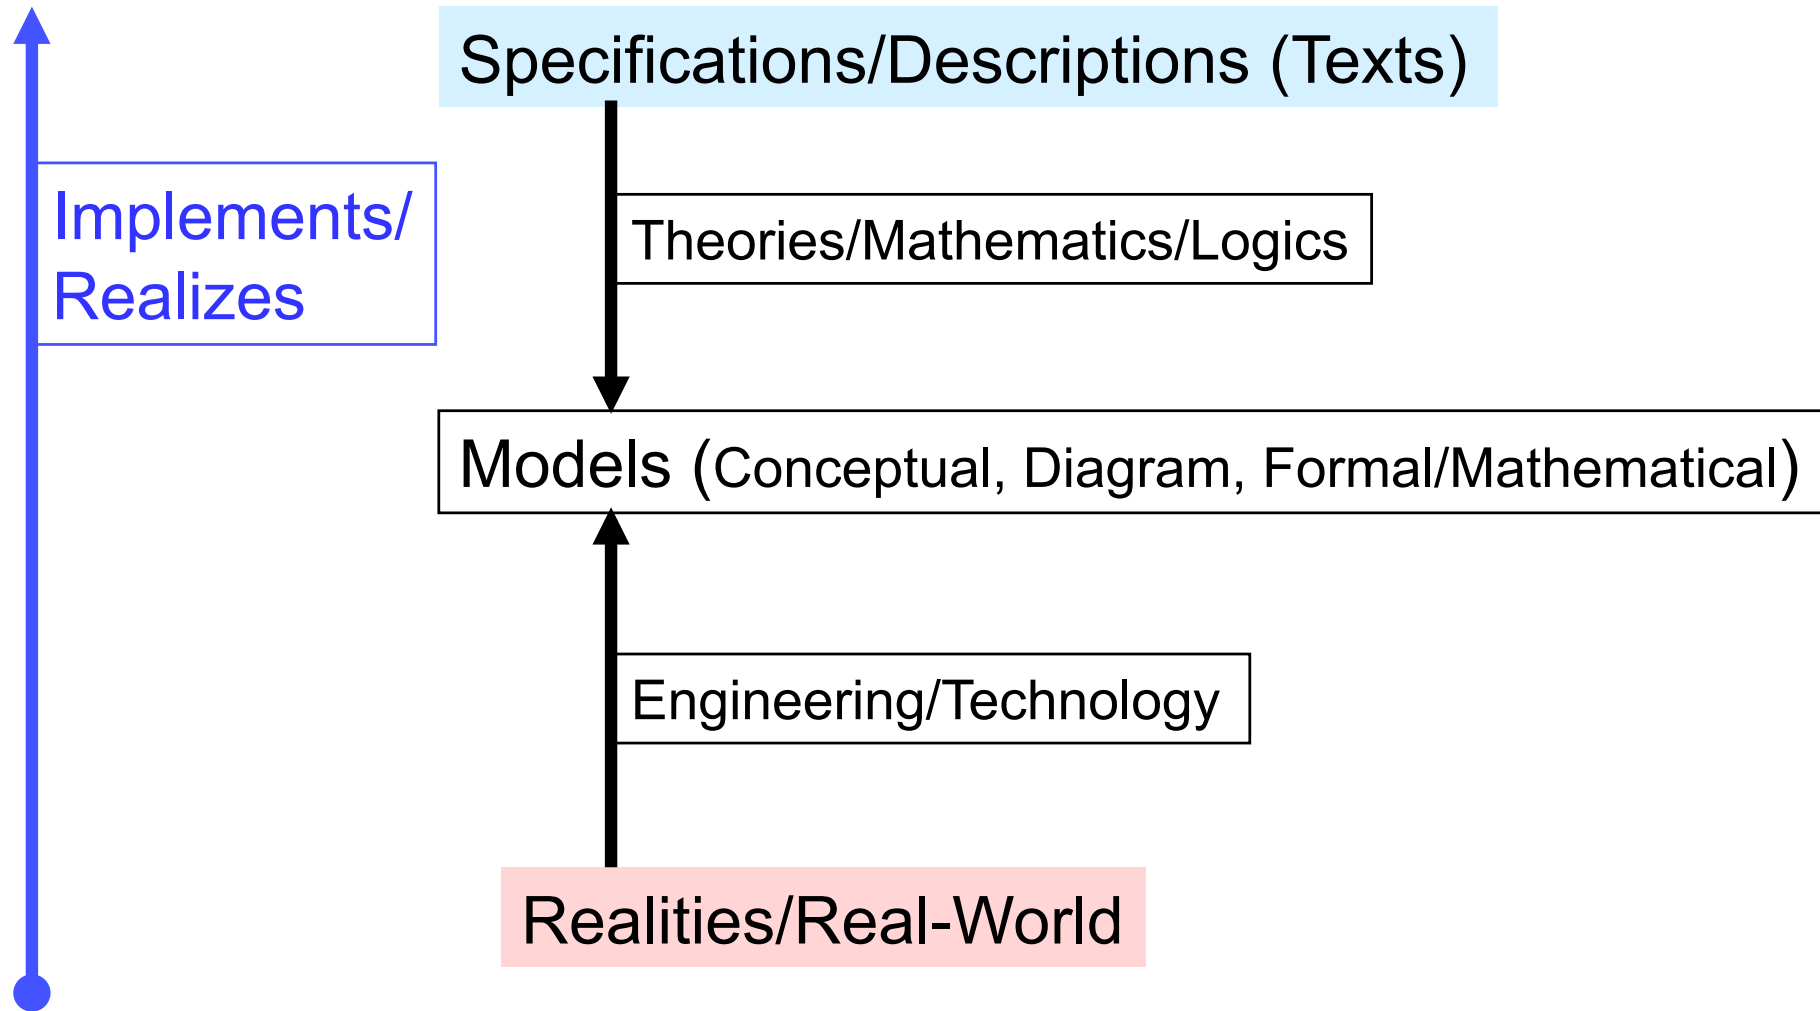 Specifications/Descriptions (Texts)
Implements/
Realizes
Theories/Mathematics/Logics
Models (Conceptual, Diagram, Formal/Mathematical)
Engineering/Technology
Realities/Real-World